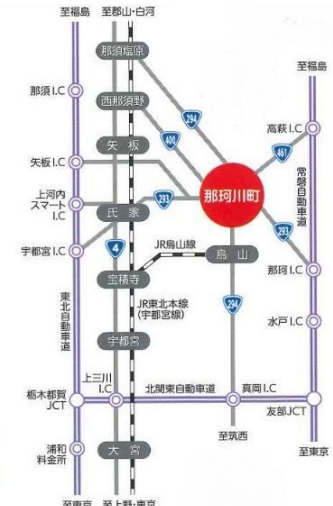 至福島
至郡山・白河
那須塩原
至福島
那須I.C
西那須野
294
400
高萩I.C
461
矢板
矢板I.C
那珂川町
常磐自動車道
上河内
スマート
I.C
293
氏家
293
宇都宮I.C
4
JR烏山線
烏山
那珂I.C
宝積寺
東北自動車道
JR東北本線
(宇都宮線)
294
水戸I.C
宇都宮
上三川
I.C
北関東自動車道
真岡I.C
栃木都賀
JCT
友部JCT
至筑西
浦和
料金所
大宮
至東京
至東京
至上野・東京